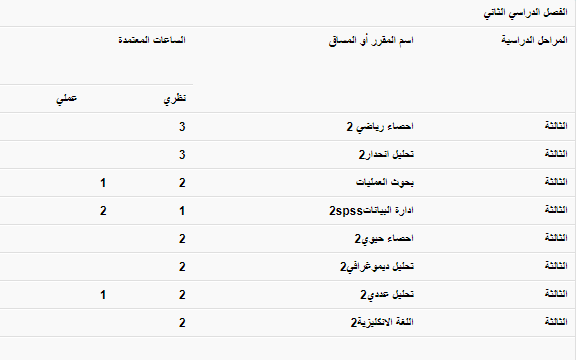 الفصل الدراسي الثاني
المراحل الدراسية اسم المقرر أو المساق الساعات المعتمدة
نظري عملي
الثالثة احصاء رياضي 2 3
الثالثة تحليل انحدار2 3
الثالثة بحوث العمليات 2 1
الثالثة ادارة البياناتspss2 1 2
الثالثة احصاء حيوي2 2
الثالثة تحليل ديموغرافي2 2
الثالثة تحليل عددي2 2 1
الثالثة اللغة الانكليزية2 2